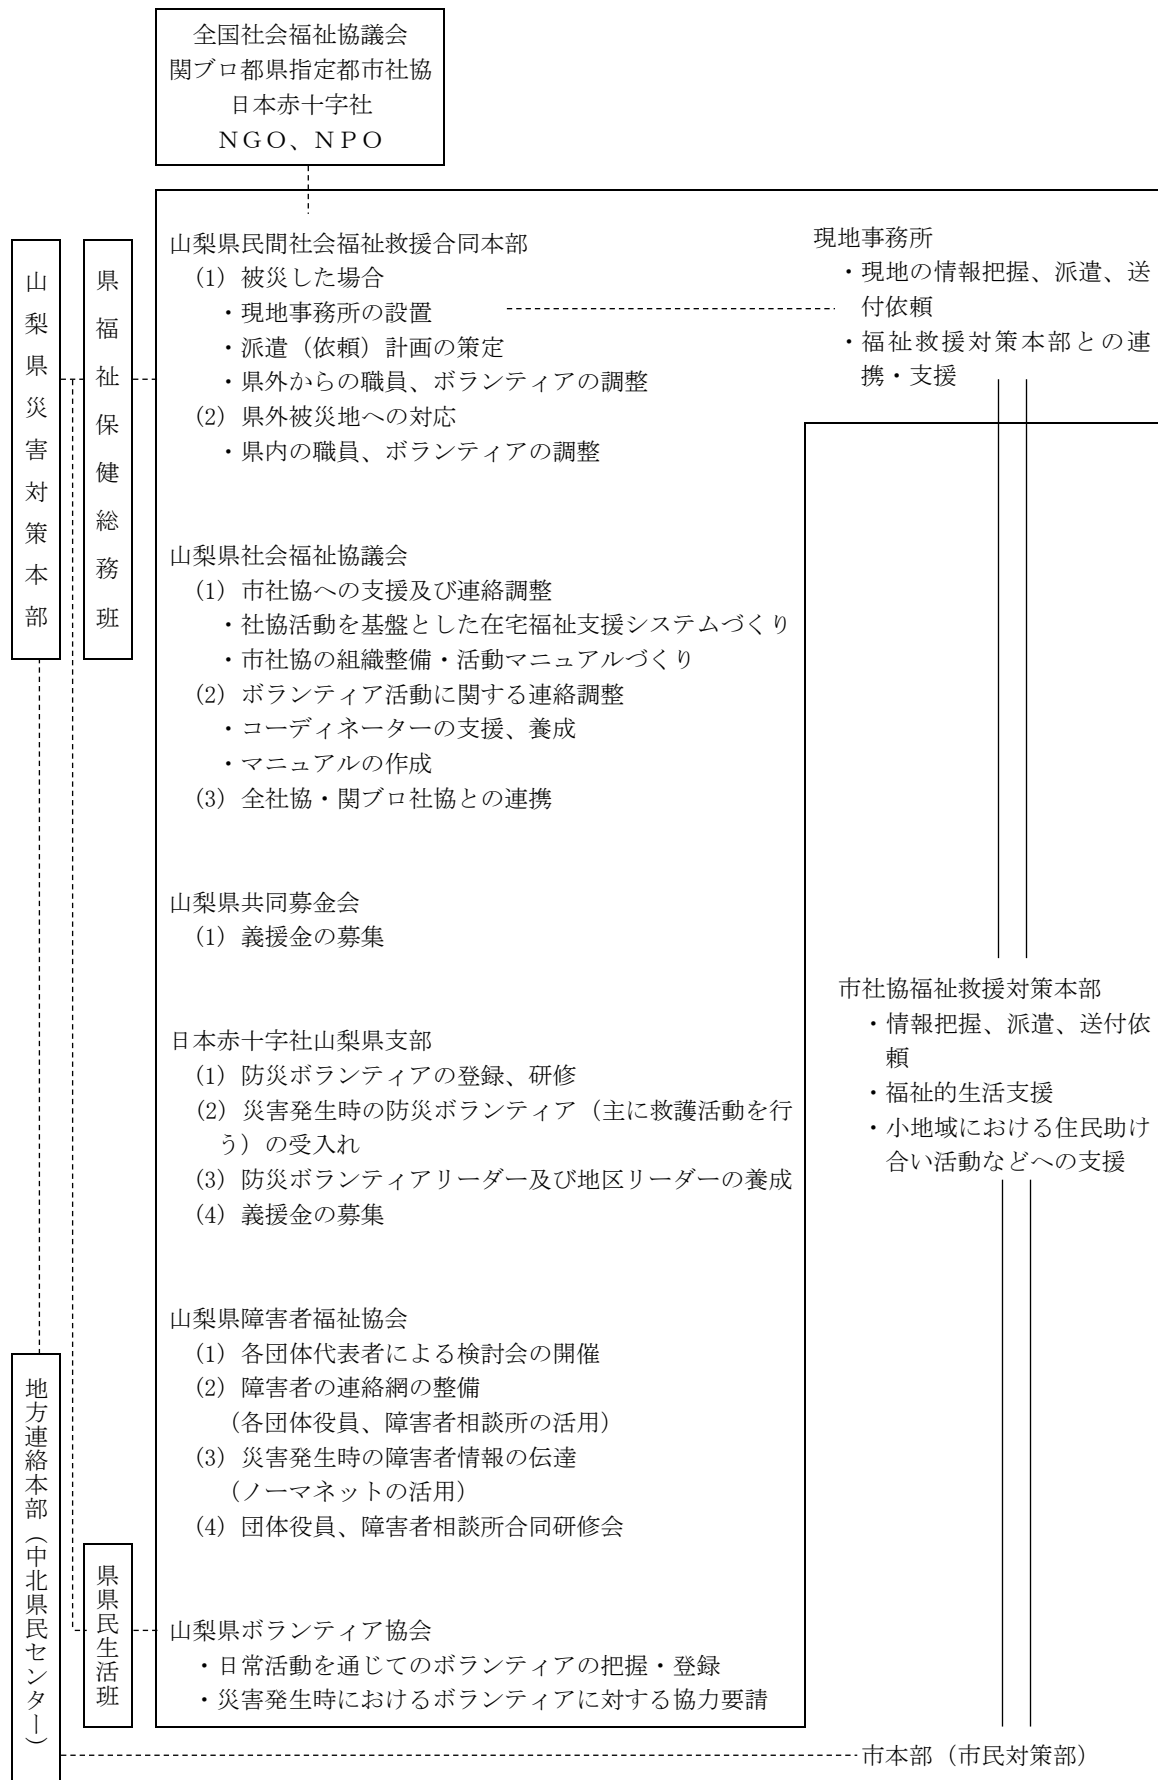 全国社会福祉協議会
関ブロ都県指定都市社協
日本赤十字社
ＮＧＯ、ＮＰＯ
山梨県災害対策本部
県福祉保健総務班
山梨県民間社会福祉救援合同本部
(1) 被災した場合
・現地事務所の設置
・派遣（依頼）計画の策定
・県外からの職員、ボランティアの調整
(2) 県外被災地への対応
・県内の職員、ボランティアの調整
現地事務所
・現地の情報把握、派遣、送
付依頼
・福祉救援対策本部との連
携・支援
山梨県社会福祉協議会
(1) 市社協への支援及び連絡調整
・社協活動を基盤とした在宅福祉支援システムづくり
・市社協の組織整備・活動マニュアルづくり
(2) ボランティア活動に関する連絡調整
・コーディネーターの支援、養成
・マニュアルの作成
(3) 全社協・関ブロ社協との連携
山梨県共同募金会
(1) 義援金の募集
日本赤十字社山梨県支部
(1) 防災ボランティアの登録、研修
(2) 災害発生時の防災ボランティア（主に救護活動を行
う）の受入れ
(3) 防災ボランティアリーダー及び地区リーダーの養成
(4) 義援金の募集
市社協福祉救援対策本部
・情報把握、派遣、送付依
頼
・福祉的生活支援
・小地域における住民助け
合い活動などへの支援
山梨県障害者福祉協会
(1) 各団体代表者による検討会の開催
(2) 障害者の連絡網の整備
（各団体役員、障害者相談所の活用）
(3) 災害発生時の障害者情報の伝達
（ノーマネットの活用）
(4) 団体役員、障害者相談所合同研修会
地方連絡本部（中北県民センター）
県県民生活班
山梨県ボランティア協会
・日常活動を通じてのボランティアの把握・登録
・災害発生時におけるボランティアに対する協力要請
市本部（市民対策部）